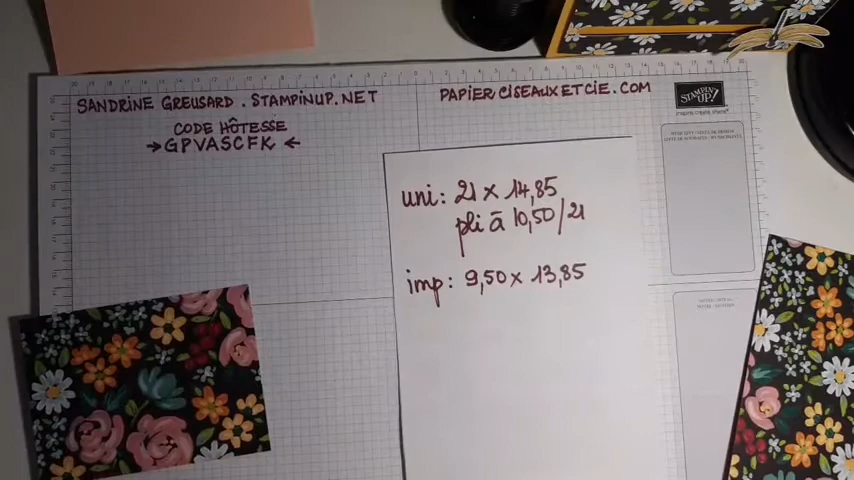 SANDRINE GREUSARD . STAMPINUP.NET
PAPIERCISEAUXETCIE.COM
CODE HÔTESSE
→ GPVASCFK ←
STAMPIN' UP!
uni: 21 x 14,85
pli à 10,50/21
imp: 9,50 x 13,85